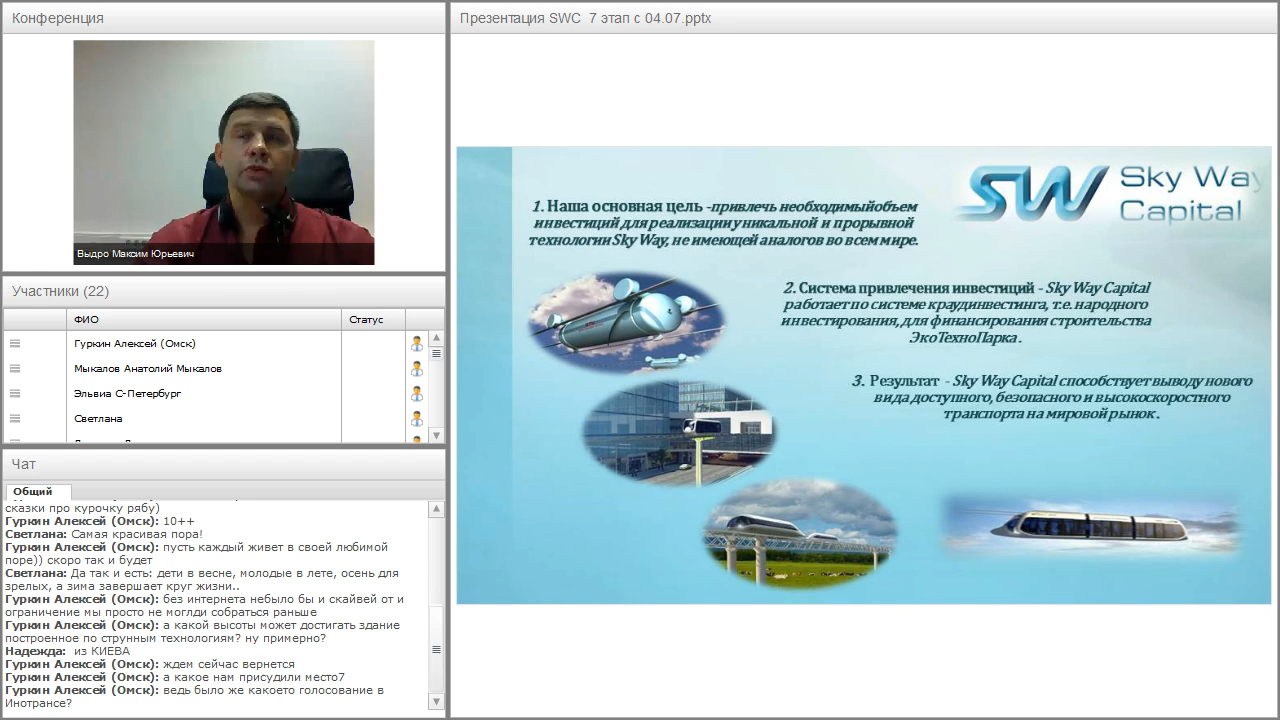 Конференция
Выдро Максим Юрьевич
Участники (22)
ФИО
Статус
Гуркин Алексей (Омск)
Мыкалов Анатолий Мыкалов
Эльвиа С-Петербург
Светлана
Чат
Общий
сказки про курочку рябу)
Гуркин Алексей (Омск): 10++
Светлана: Самая красивая пора!
Гуркин Алексей (Омск): пусть каждый живет в своей любимой
поре)) скоро так и будет
Светлана: Да так и есть: дети в весне, молодые в лете, осень для
зрелых, а зима завершает круг жизни..
Гуркин Алексей (Омск): без интернета небыло бы и скайвей от и
ограничение мы просто не моглди собраться раньше
Гуркин Алексей (Омск): а какой высоты может достигать здание
построенное по струнным технологиям? ну примерно?
Надежда: из КИЕВА
Гуркин Алексей (Омск): ждем сейчас вернется
Гуркин Алексей (Омск): а какое нам присудили место7
Гуркин Алексей (Омск): ведь было же какоето голосование в
Инотрансе?
Презентация SWC 7 этап с 04.07.pptx
SW Sky Way
Capital
1. Наша основная цель -привлечь необходимыйобъем
инвестиций для реализации уникальной и прорывной
технологии Sky Way, не имеющей аналогов во всем мире.
2. Система привлечения инвестиций - Sky Way Capital
работает по системе краудинвестинга, т.е. народного
инвестирования, для финансирования строительства
ЭкоТехноПарка .
3. Результат - Sky Way Capital способствует выводу нового
вида доступного, безопасного и высокоскоростного
транспорта на мировой рынок .